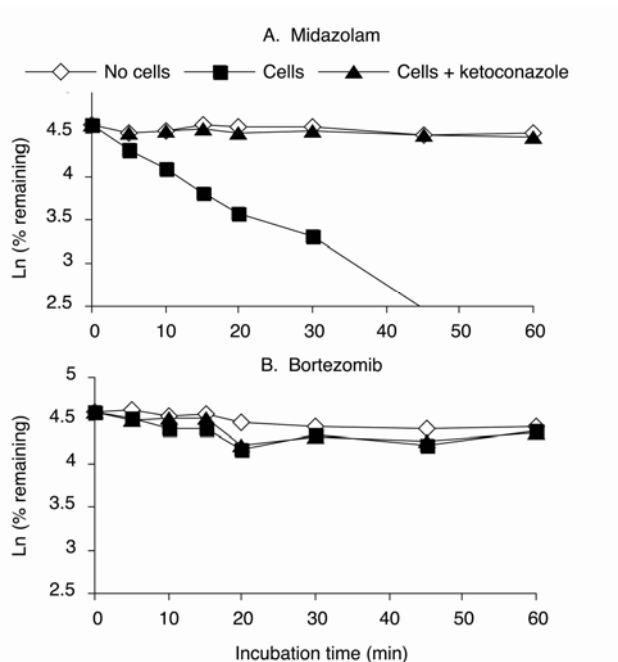 A. Midazolam
No cells Cells Cells + ketoconazole
Ln (% remaining)
4.5
4
3.5
3
2.5
0 10 20 30 40 50 60
B. Bortezomib
Ln (% remaining)
5
4.5
4
3.5
3
2.5
0 10 20 30 40 50 60
Incubation time (min)